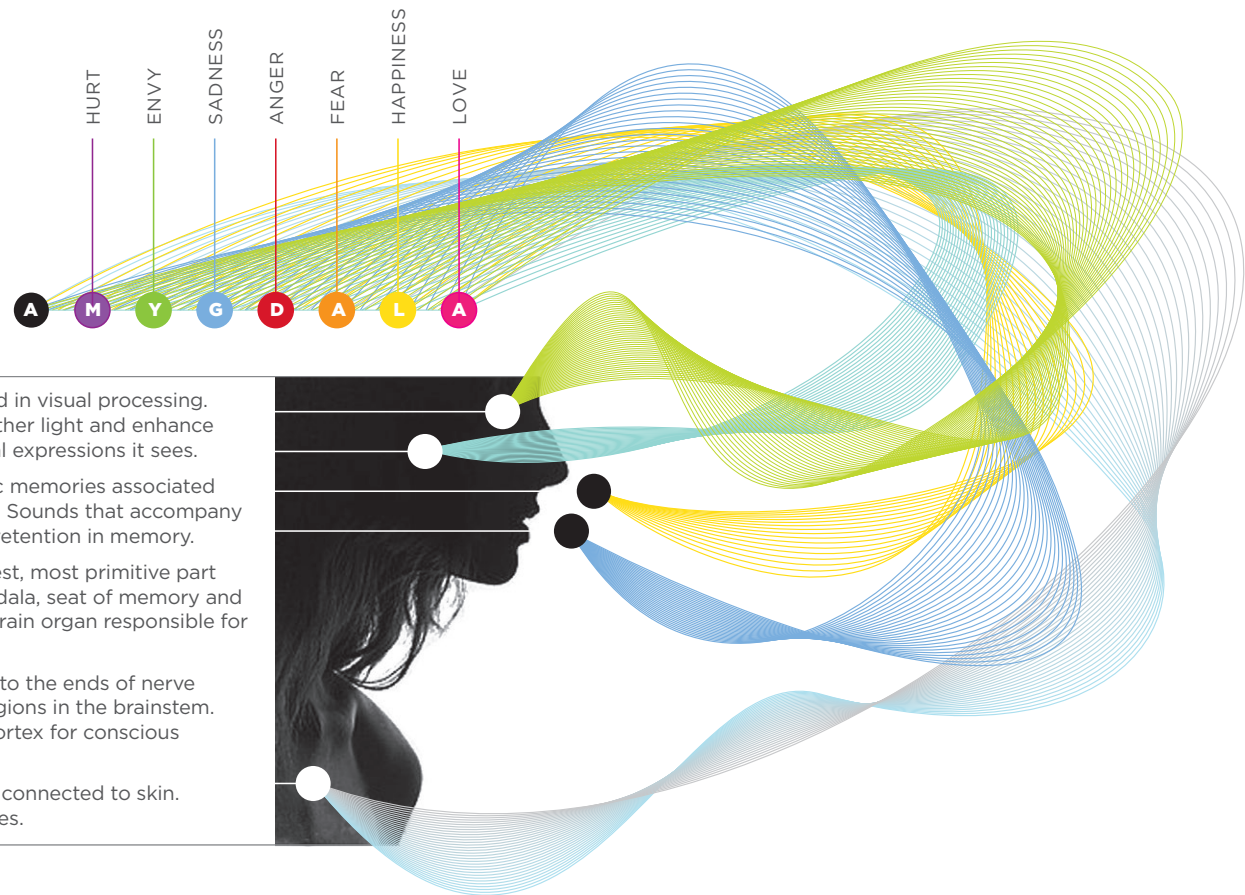 HURT
ENVY
SADNESS
ANGER
FEAR
HAPPINESS
LOVE
A M Y G D A L A
d in visual processing.
ther light and enhance
l expressions it sees.
c memories associated
Sounds that accompany
retention in memory.
est, most primitive part
dala, seat of memory and
rain organ responsible for
to the ends of nerve
gions in the brainstem.
ortex for conscious
connected to skin.
es.